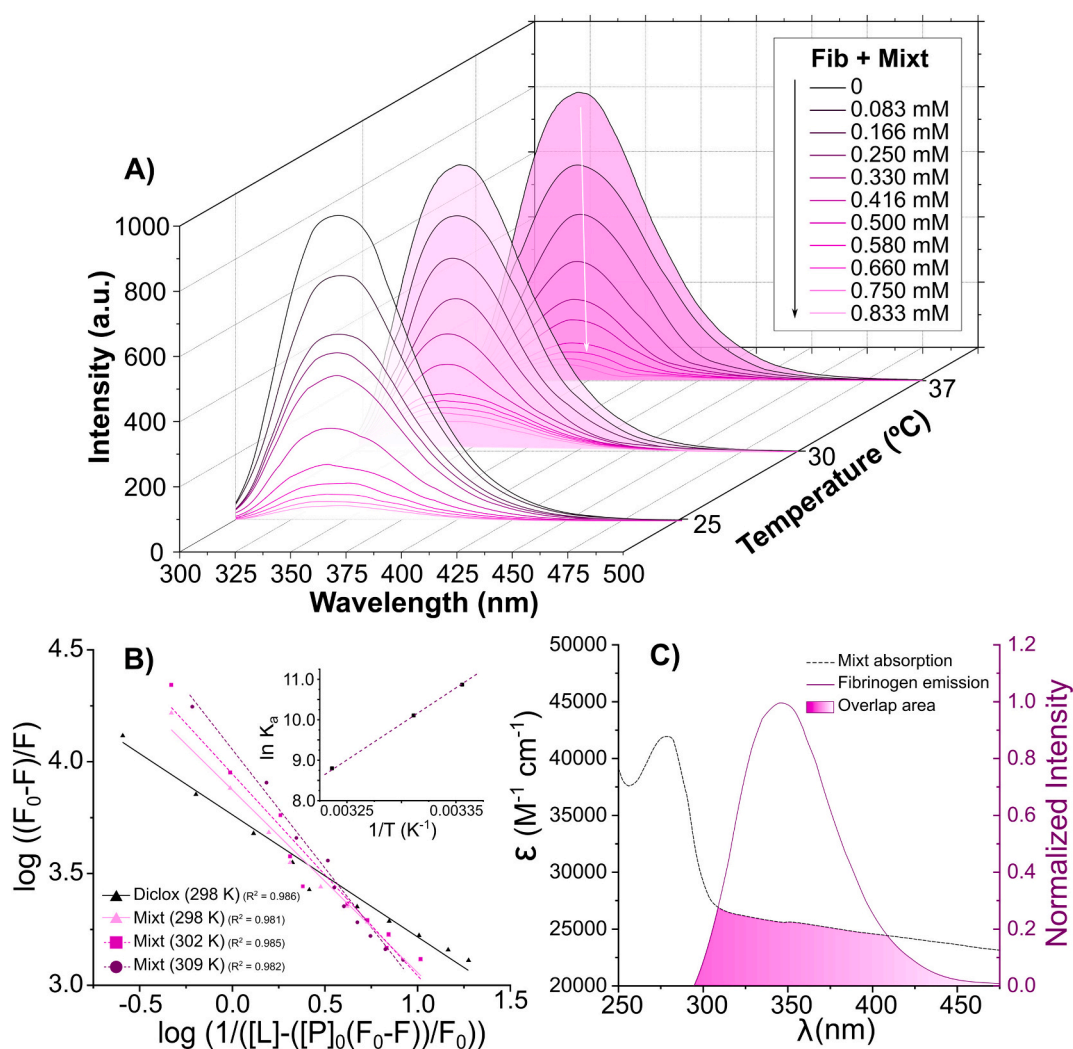 A)
Fib + Mixt
0
0.083 mM
0.166 mM
0.250 mM
0.330 mM
0.416 mM
0.500 mM
0.580 mM
0.660 mM
0.750 mM
0.833 mM
Intensity (a.u.)
1000
800
600
400
200
0
300 325 350 375 400 425 450 475 500
Wavelength (nm)
25
30
37
Temperature (ºC)
B)
log ((F₀-F)/F)
4.5
4.0
3.5
3.0
-0.5 0.0 0.5 1.0 1.5
log (1/([L]-([P]₀(F₀-F))/F₀))
Diclox (298 K) (R² = 0.986)
Mixt (298 K) (R² = 0.981)
Mixt (302 K) (R² = 0.985)
Mixt (309 K) (R² = 0.982)
ln Kₐ
11.0
10.0
9.0
8.0
0.00325 0.00335
1/T (K⁻¹)
C)
Mixt absorption
Fibrinogen emission
Overlap area
ε (M⁻¹ cm⁻¹)
50000
45000
40000
35000
30000
25000
20000
250 300 350 400 450
λ(nm)
1.2
1.0
0.8
0.6
0.4
0.2
0.0
Normalized Intensity